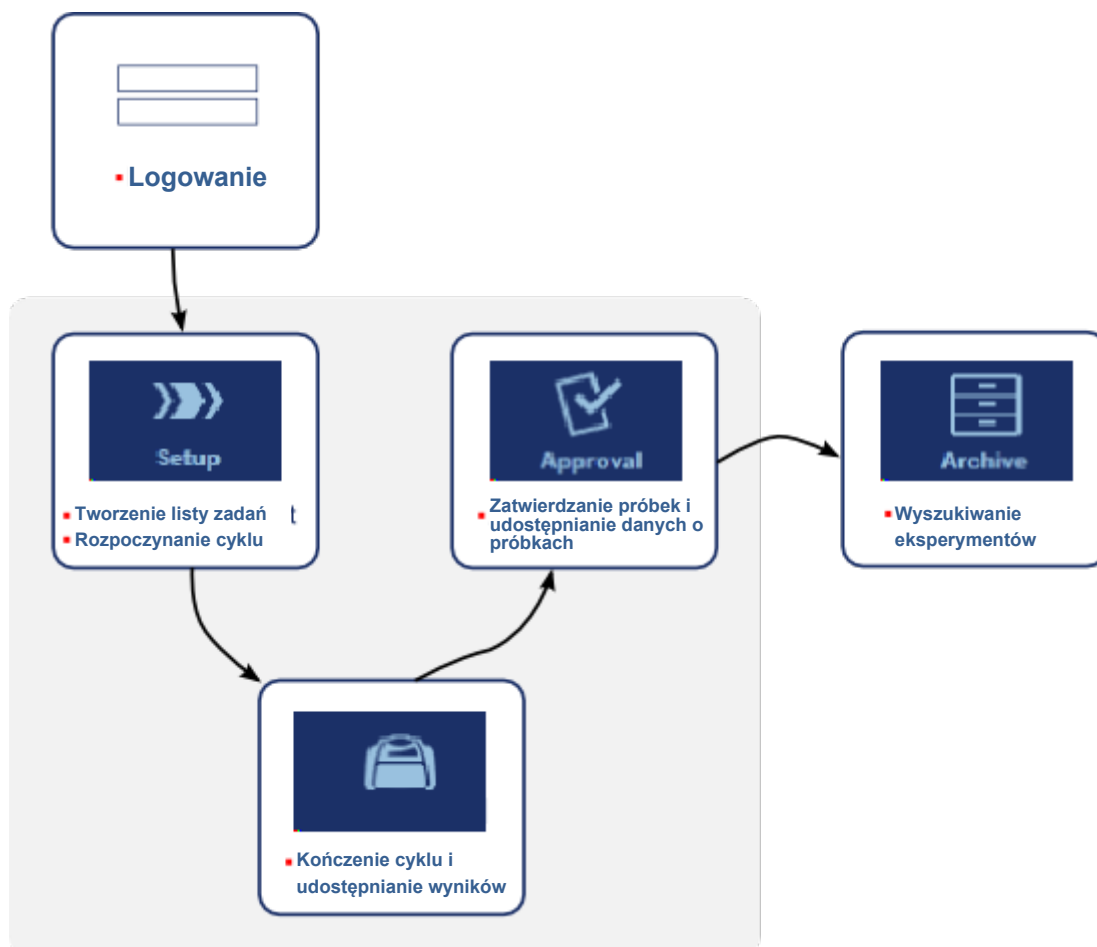 Logowanie
Setup
Tworzenie listy zadań
Rozpoczynanie cyklu
Kończenie cyklu i
udostępnianie wyników
Approval
Zatwierdzanie próbek i
udostępnianie danych o
próbkach
Archive
Wyszukiwanie
eksperymentów